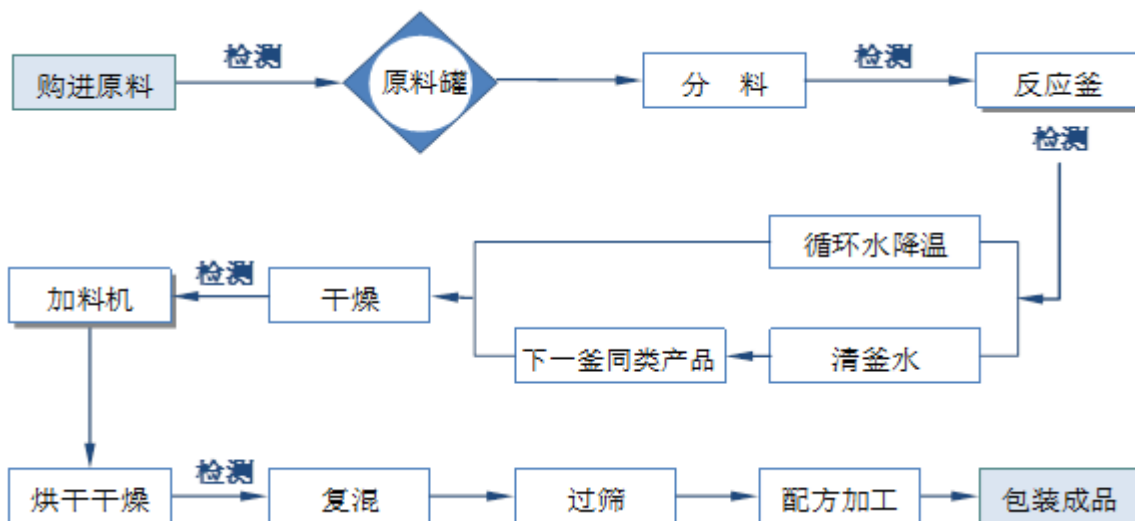 购进原料
检测
原料罐
分 料
检测
反应釜
检测
循环水降温
加料机
检测
干燥
下一釜同类产品
清釜水
烘干干燥
检测
复混
过筛
配方加工
包装成品